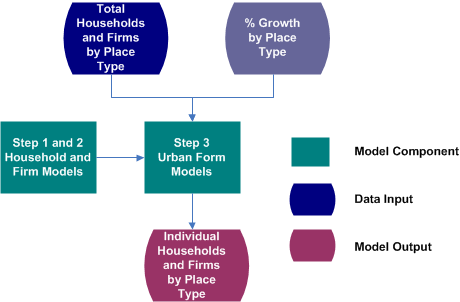 Total
Households
and Firms
by Place
Type
% Growth
by Place
Type
Step 1 and 2
Household and
Firm Models
Step 3
Urban Form
Models
Individual
Households
and Firms
by Place
Type
Model Component
Data Input
Model Output